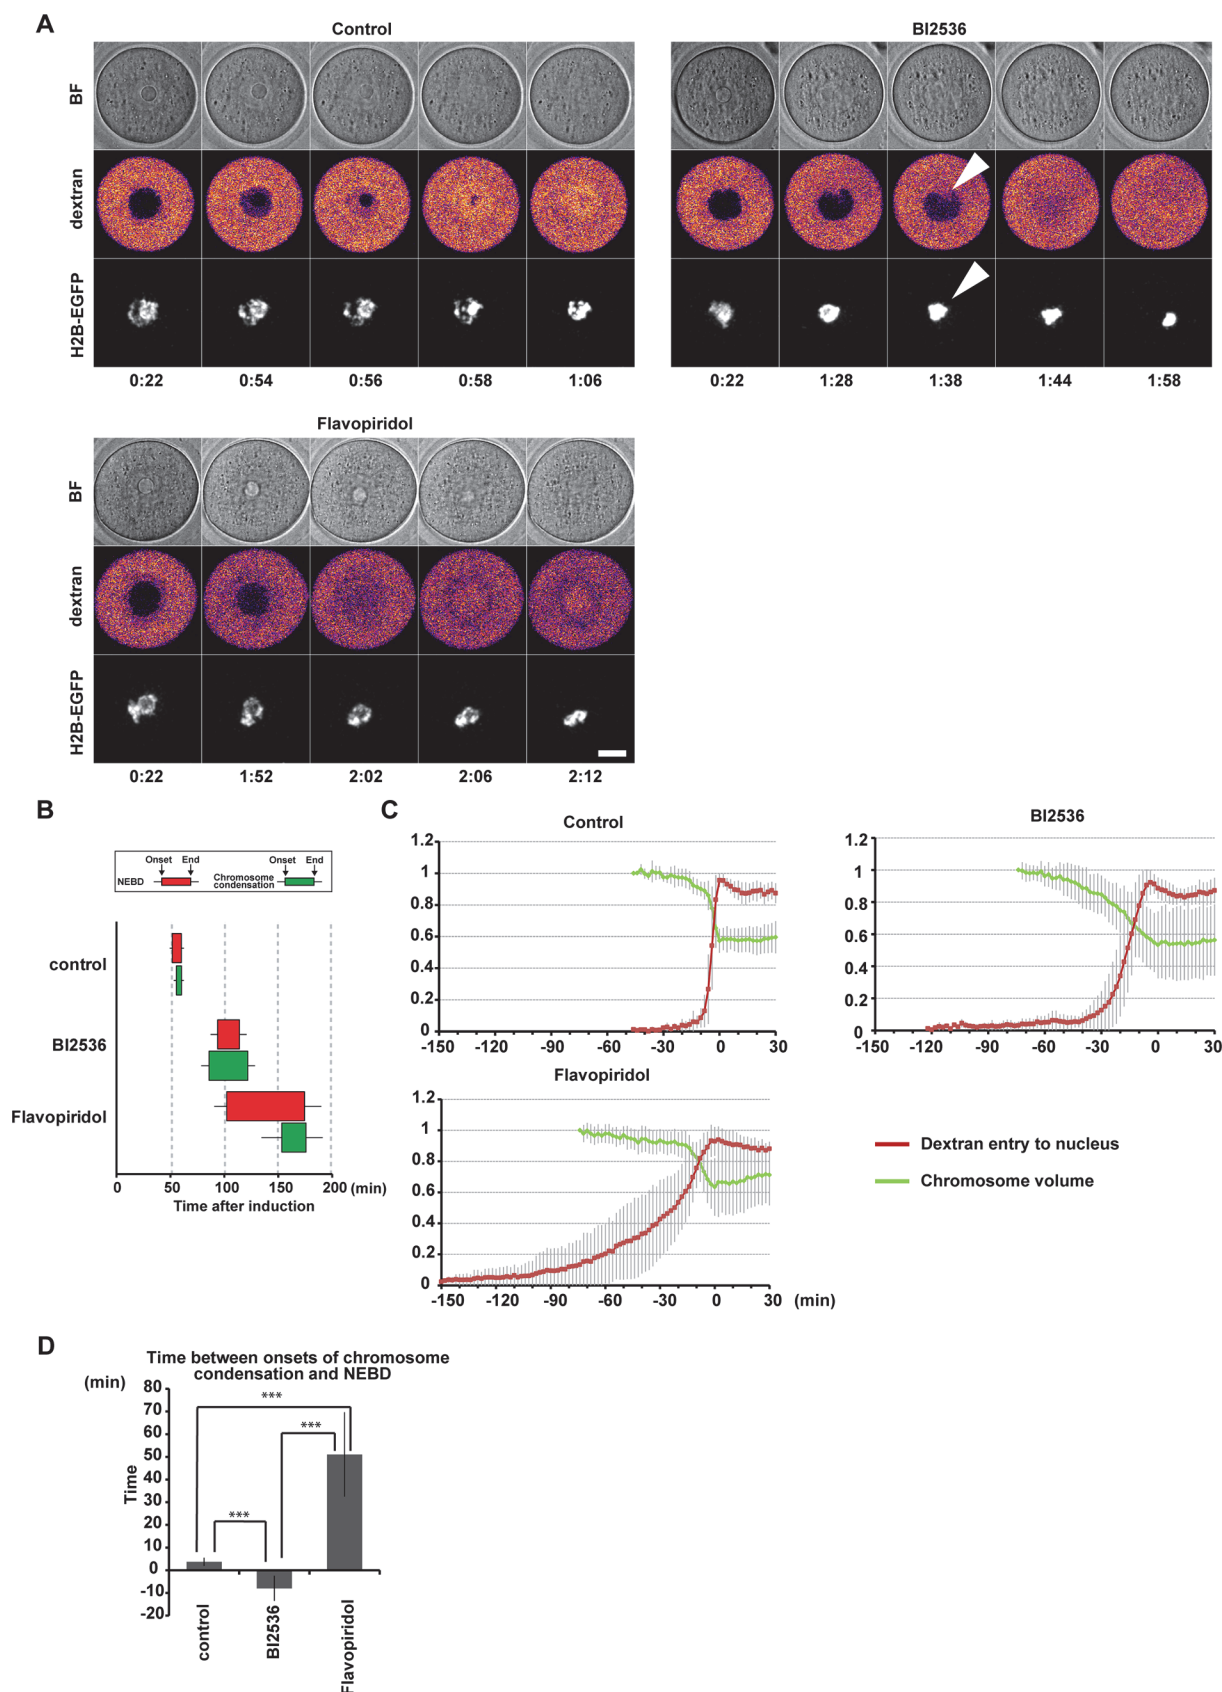 A
Control
BI2536
BF
dextran
H2B-EGFP
0:22 0:54 0:56 0:58 1:06
BF
dextran
H2B-EGFP
0:22 1:28 1:38 1:44 1:58
Flavopiridol
BF
dextran
H2B-EGFP
0:22 1:52 2:02 2:06 2:12
B
Onset End Onset End
NEBD Chromosome
condensation
control
BI2536
Flavopiridol
0 50 100 150 200 (min)
Time after induction
C
Control
1.2
1
0.8
0.6
0.4
0.2
0
-150 -120 -90 -60 -30 0 30
BI2536
1.2
1
0.8
0.6
0.4
0.2
0
-150 -120 -90 -60 -30 0 30
Flavopiridol
1.2
1
0.8
0.6
0.4
0.2
0
-150 -120 -90 -60 -30 0 30 (min)
Dextran entry to nucleus
Chromosome volume
D
Time between onsets of chromosome
condensation and NEBD
(min)
80
70
60
50
40
30
20
10
0
-10
-20
Time
***
***
***
control
BI2536
Flavopiridol